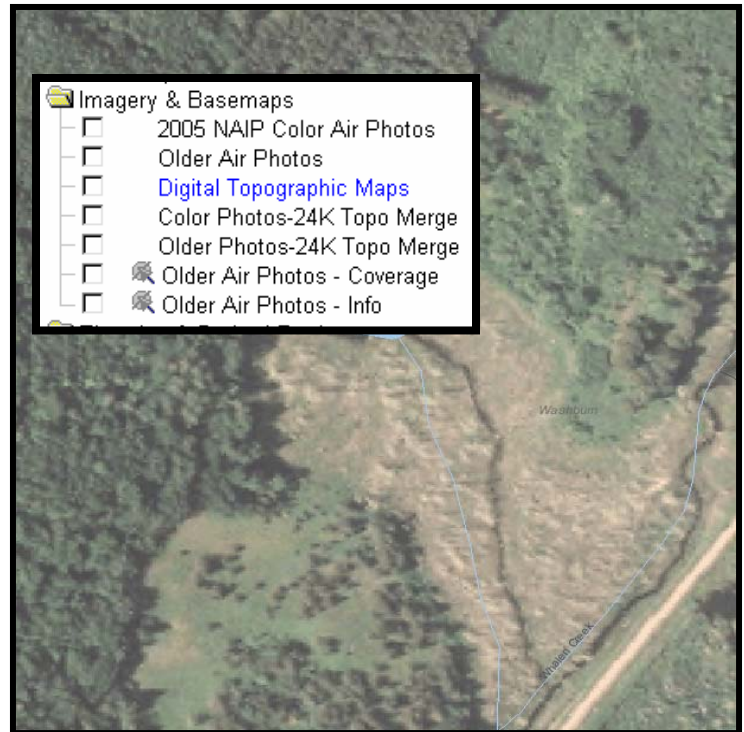 Imagery & Basemaps
2005 NAIP Color Air Photos
Older Air Photos
Digital Topographic Maps
Color Photos-24K Topo Merge
Older Photos-24K Topo Merge
Older Air Photos - Coverage
Older Air Photos - Info
Washburn
Whalen Creek